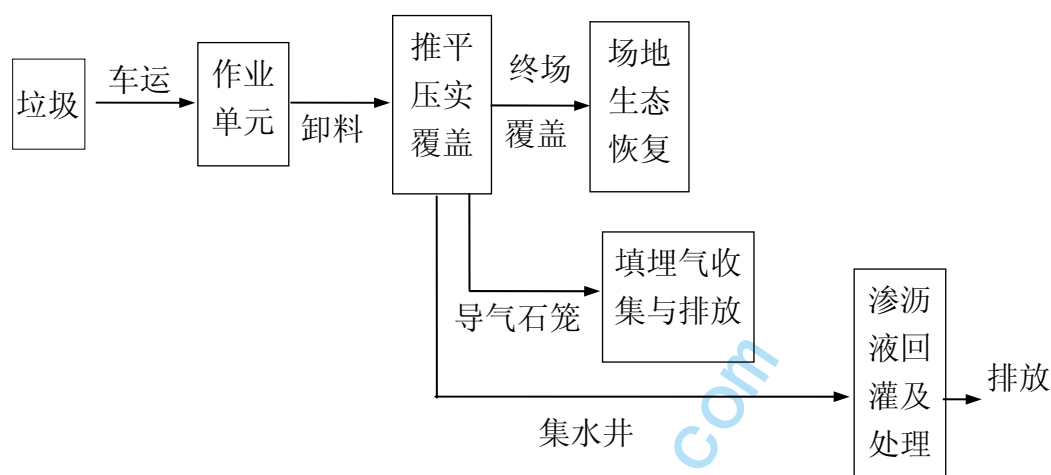 垃圾
车运
作业
单元
卸料
推平
压实
覆盖
终场
覆盖
场地
生态
恢复
填埋气收
集与排放
导气石笼
渗沥
液回
灌及
处理
集水井
排放
com